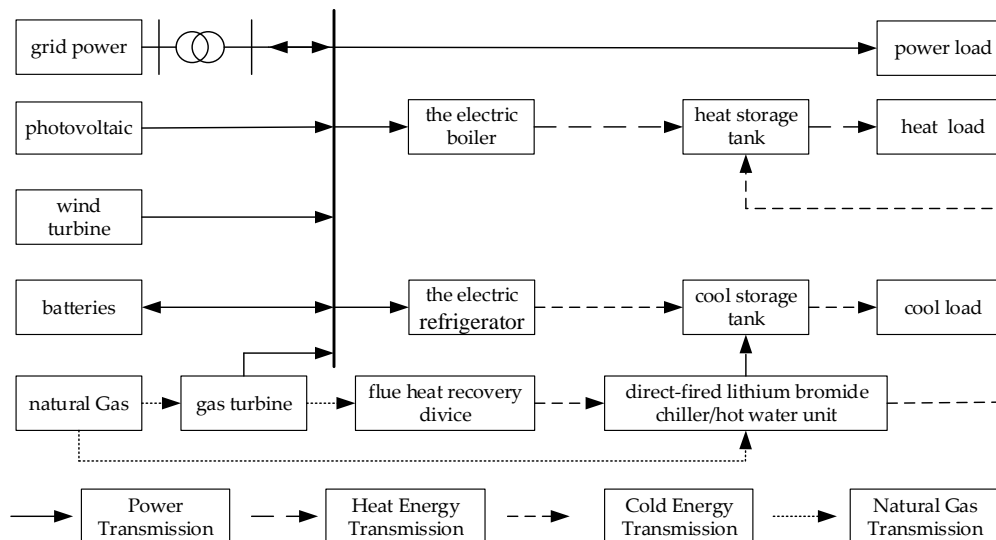 grid power
power load
photovoltaic
the electric
boiler
heat storage
tank
heat load
wind
turbine
batteries
the electric
refrigerator
cool storage
tank
cool load
natural Gas
gas turbine
flue heat recovery
divice
direct-fired lithium bromide
chiller/hot water unit
Power
Transmission
Heat Energy
Transmission
Cold Energy
Transmission
Natural Gas
Transmission